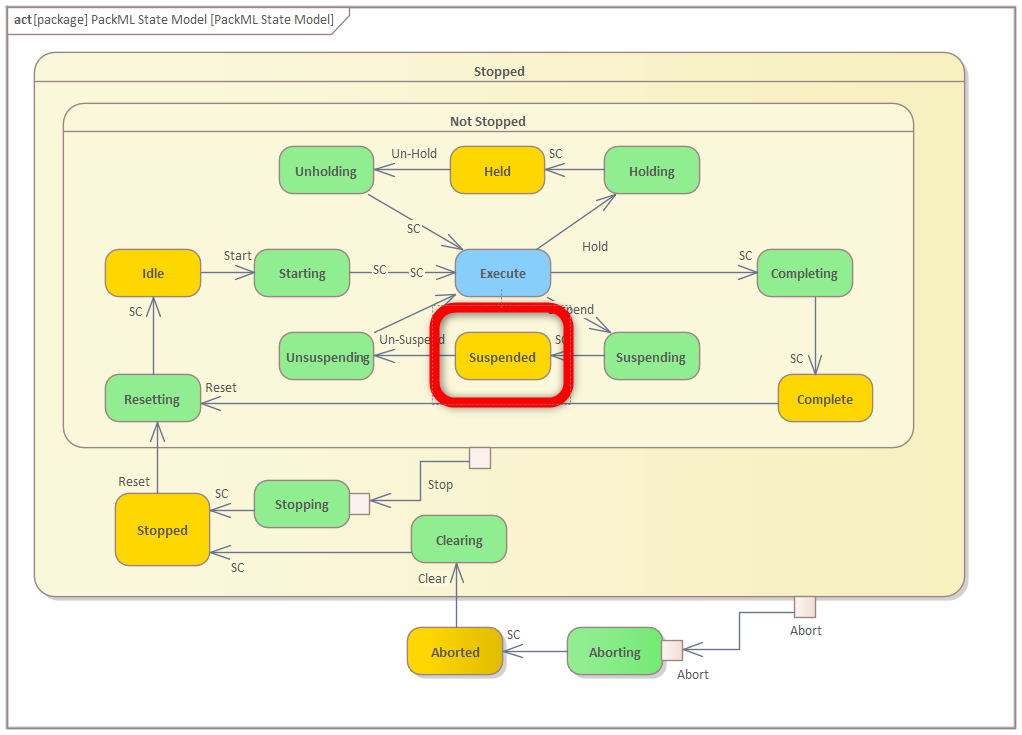 act [package] PackML State Model [PackML State Model]
Stopped
Not Stopped
Unholding
Un-Hold
Held
SC
Holding
SC
Hold
Idle
Start
Starting
SC
SC
Execute
SC
Completing
SC
Unsuspending
Un-Suspend
Suspended
Suspending
SC
Resetting
Reset
Complete
Reset
SC
Stopping
Stop
Stopped
SC
Clearing
Clear
Aborted
SC
Aborting
Abort
Abort